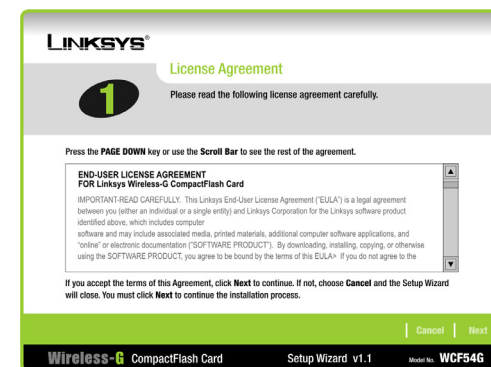 LINKSYS®
License Agreement
1
Please read the following license agreement carefully.
Press the PAGE DOWN key or use the Scroll Bar to see the rest of the agreement.
END-USER LICENSE AGREEMENT
FOR Linksys Wireless-G CompactFlash Card
IMPORTANT-READ CAREFULLY. This Linksys End-User License Agreement ("EULA") is a legal agreement
between you (either an individual or a single entity) and Linksys Corporation for the Linksys software product
identified above, which includes computer
software and may include associated media, printed materials, additional computer software applications, and
"online" or electronic documentation ("SOFTWARE PRODUCT"). By downloading, installing, copying, or otherwise
using the SOFTWARE PRODUCT, you agree to be bound by the terms of this EULA> If you do not agree to the
If you accept the terms of this Agreement, click Next to continue. If not, choose Cancel and the Setup Wizard
will close. You must click Next to continue the installation process.
Cancel Next
Wireless-G CompactFlash Card Setup Wizard v1.1 Model No. WCF54G